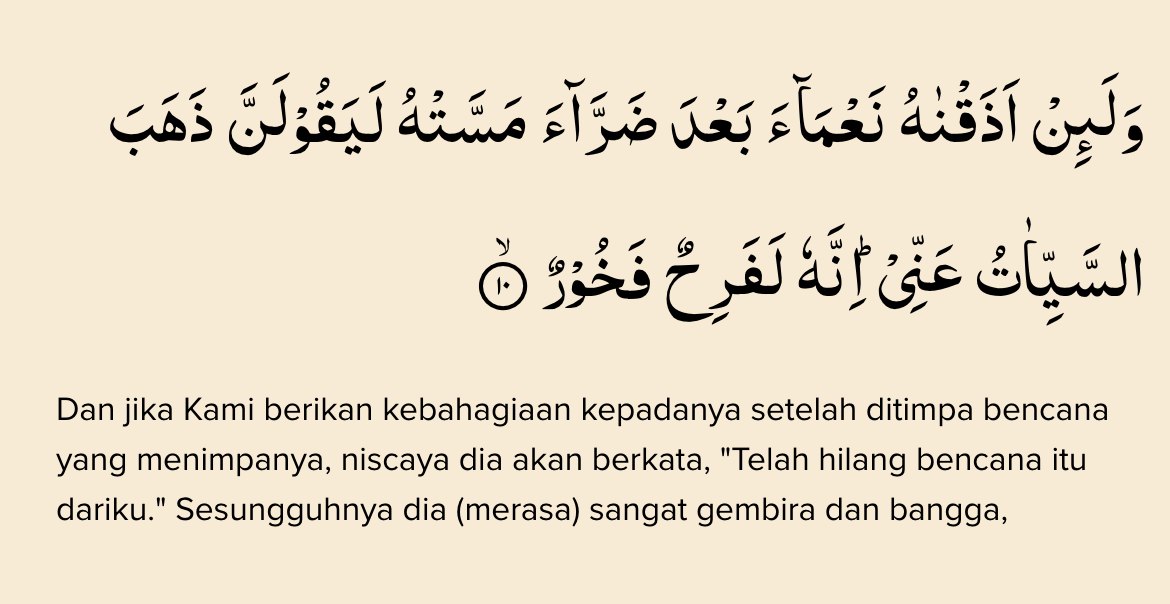 وَلَىِٕنْ اَذَقْنٰهُ نَعْمَاۤءَ بَعْدَ ضَرَّاۤءَ مَسَّتْهُ لَيَقُوْلَنَّ ذَهَبَ
السَّيِّاٰتُ عَنِّيْ ۗاِنَّهٗ لَفَرِحٌ فَخُوْرٌ ۙ ١٠
Dan jika Kami berikan kebahagiaan kepadanya setelah ditimpa bencana
yang menimpanya, niscaya dia akan berkata, "Telah hilang bencana itu
dariku." Sesungguhnya dia (merasa) sangat gembira dan bangga,